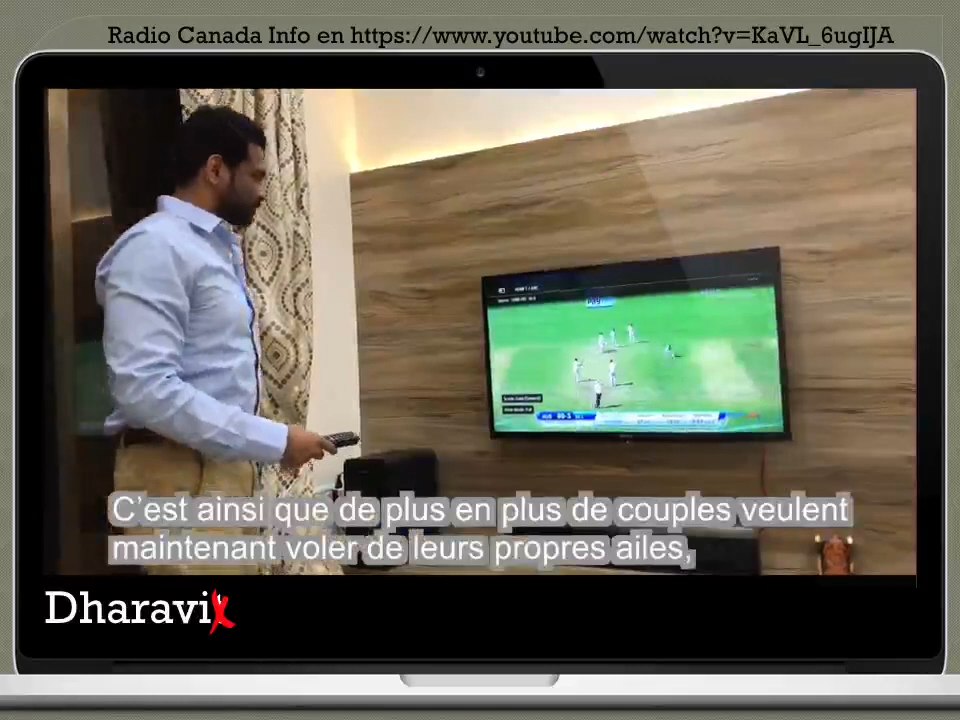 Radio Canada Info en https://www.youtube.com/watch?v=KaVL_6ugIJA
C'est ainsi que de plus en plus de couples veulent
maintenant voler de leurs propres ailes,
Dharavi